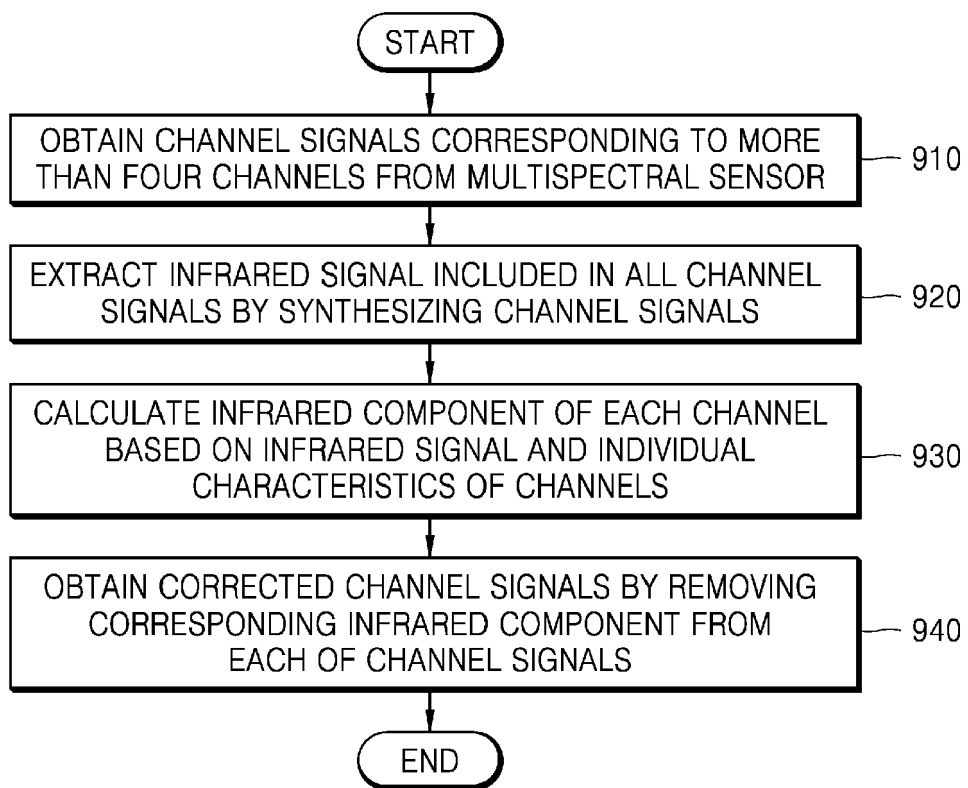 START
OBTAIN CHANNEL SIGNALS CORRESPONDING TO MORE
THAN FOUR CHANNELS FROM MULTISPECTRAL SENSOR
910
EXTRACT INFRARED SIGNAL INCLUDED IN ALL CHANNEL
SIGNALS BY SYNTHESIZING CHANNEL SIGNALS
920
CALCULATE INFRARED COMPONENT OF EACH CHANNEL
BASED ON INFRARED SIGNAL AND INDIVIDUAL
CHARACTERISTICS OF CHANNELS
930
OBTAIN CORRECTED CHANNEL SIGNALS BY REMOVING
CORRESPONDING INFRARED COMPONENT FROM
EACH OF CHANNEL SIGNALS
940
END